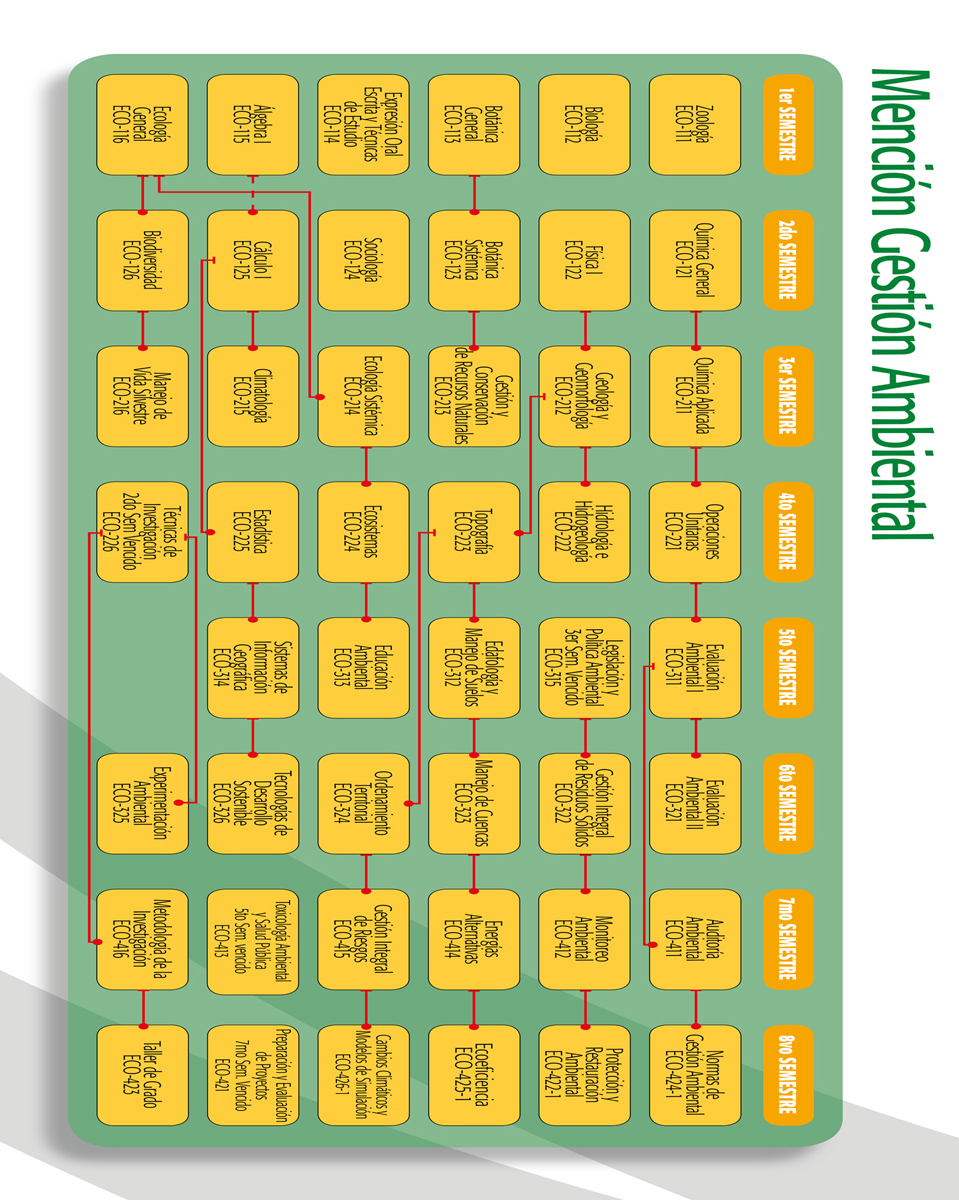 Mención Gestión Ambiental
1er SEMESTRE
Zoología
ECO-111
Biología
ECO-112
Botánica
General
ECO-113
Expresión Oral
Escrita y Técnicas
de Estudio
ECO-114
Álgebra I
ECO-115
Ecología
General
ECO-116
2do SEMESTRE
Química General
ECO-121
Física I
ECO-122
Botánica
Sistémica
ECO-123
Sociología
ECO-124
Cálculo I
ECO-125
Biodiversidad
ECO-126
3er SEMESTRE
Química Aplicada
ECO-211
Geología y
Geomorfología
ECO-212
Gestión y
Conservación
de Recursos Naturales
ECO-213
Ecología Sistémica
ECO-214
Climatología
ECO-215
Manejo de
Vida Silvestre
ECO-216
4to SEMESTRE
Operaciones
Unitarias
ECO-221
Hidrología e
Hidrogeología
ECO-222
Topografía
ECO-223
Ecosistemas
ECO-224
Estadística
ECO-225
Técnicas de
Investigación
2do Sem Vencido
ECO-226
5to SEMESTRE
Evaluación
Ambiental I
ECO-311
Legislación y
Política Ambiental
3er Sem. Vencido
ECO-315
Edafología y
Manejo de Suelos
ECO-312
Educación
Ambiental
ECO-313
Sistemas de
Información
Geográfica
ECO-314
6to SEMESTRE
Evaluación
Ambiental II
ECO-321
Gestión Integral
de Residuos Sólidos
ECO-322
Manejo de Cuencas
ECO-323
Ordenamiento
Territorial
ECO-324
Tecnologías de
Desarrollo
Sostenible
ECO-326
Experimentación
Ambiental
ECO-325
7mo SEMESTRE
Auditoría
Ambiental
ECO-411
Monitoreo
Ambiental
ECO-412
Energías
Alternativas
ECO-414
Gestión Integral
de Riesgos
ECO-415
Toxicología Ambiental
y Salud Pública
5to Sem. vencido
ECO-413
Metodología de la
Investigación
ECO-416
8vo SEMESTRE
Normas de
Gestión Ambiental
ECO-424-1
Protección y
Restauración
Ambiental
ECO-422-1
Ecoeficiencia
ECO-425-1
Cambios Climáticos y
Modelos de Simulación
ECO-426-1
Preparación y Evaluación
de Proyectos
7mo Sem. Vencido
ECO-421
Taller de Grado
ECO-423